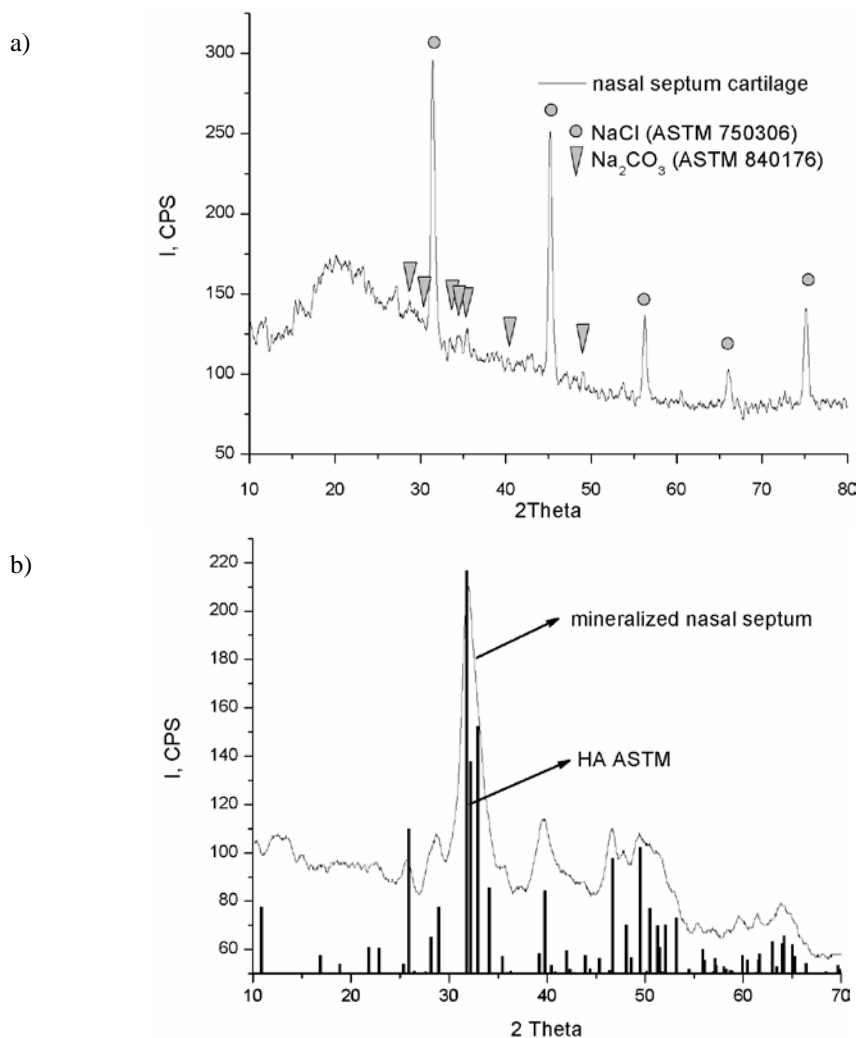 a)
300
250
200
150
100
50
I, CPS
nasal septum cartilage
NaCl (ASTM 750306)
Na₂CO₃ (ASTM 840176)
10 20 30 40 50 60 70 80
2Theta
b)
220
200
180
160
140
120
100
80
60
I, CPS
mineralized nasal septum
HA ASTM
10 20 30 40 50 60 70
2 Theta